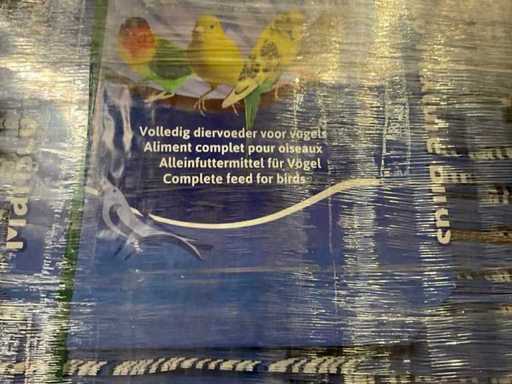 Volledig diervoeder voor vogels
Aliment complet pour oiseaux
Alleinfuttermittel für Vögel
Complete feed for birds